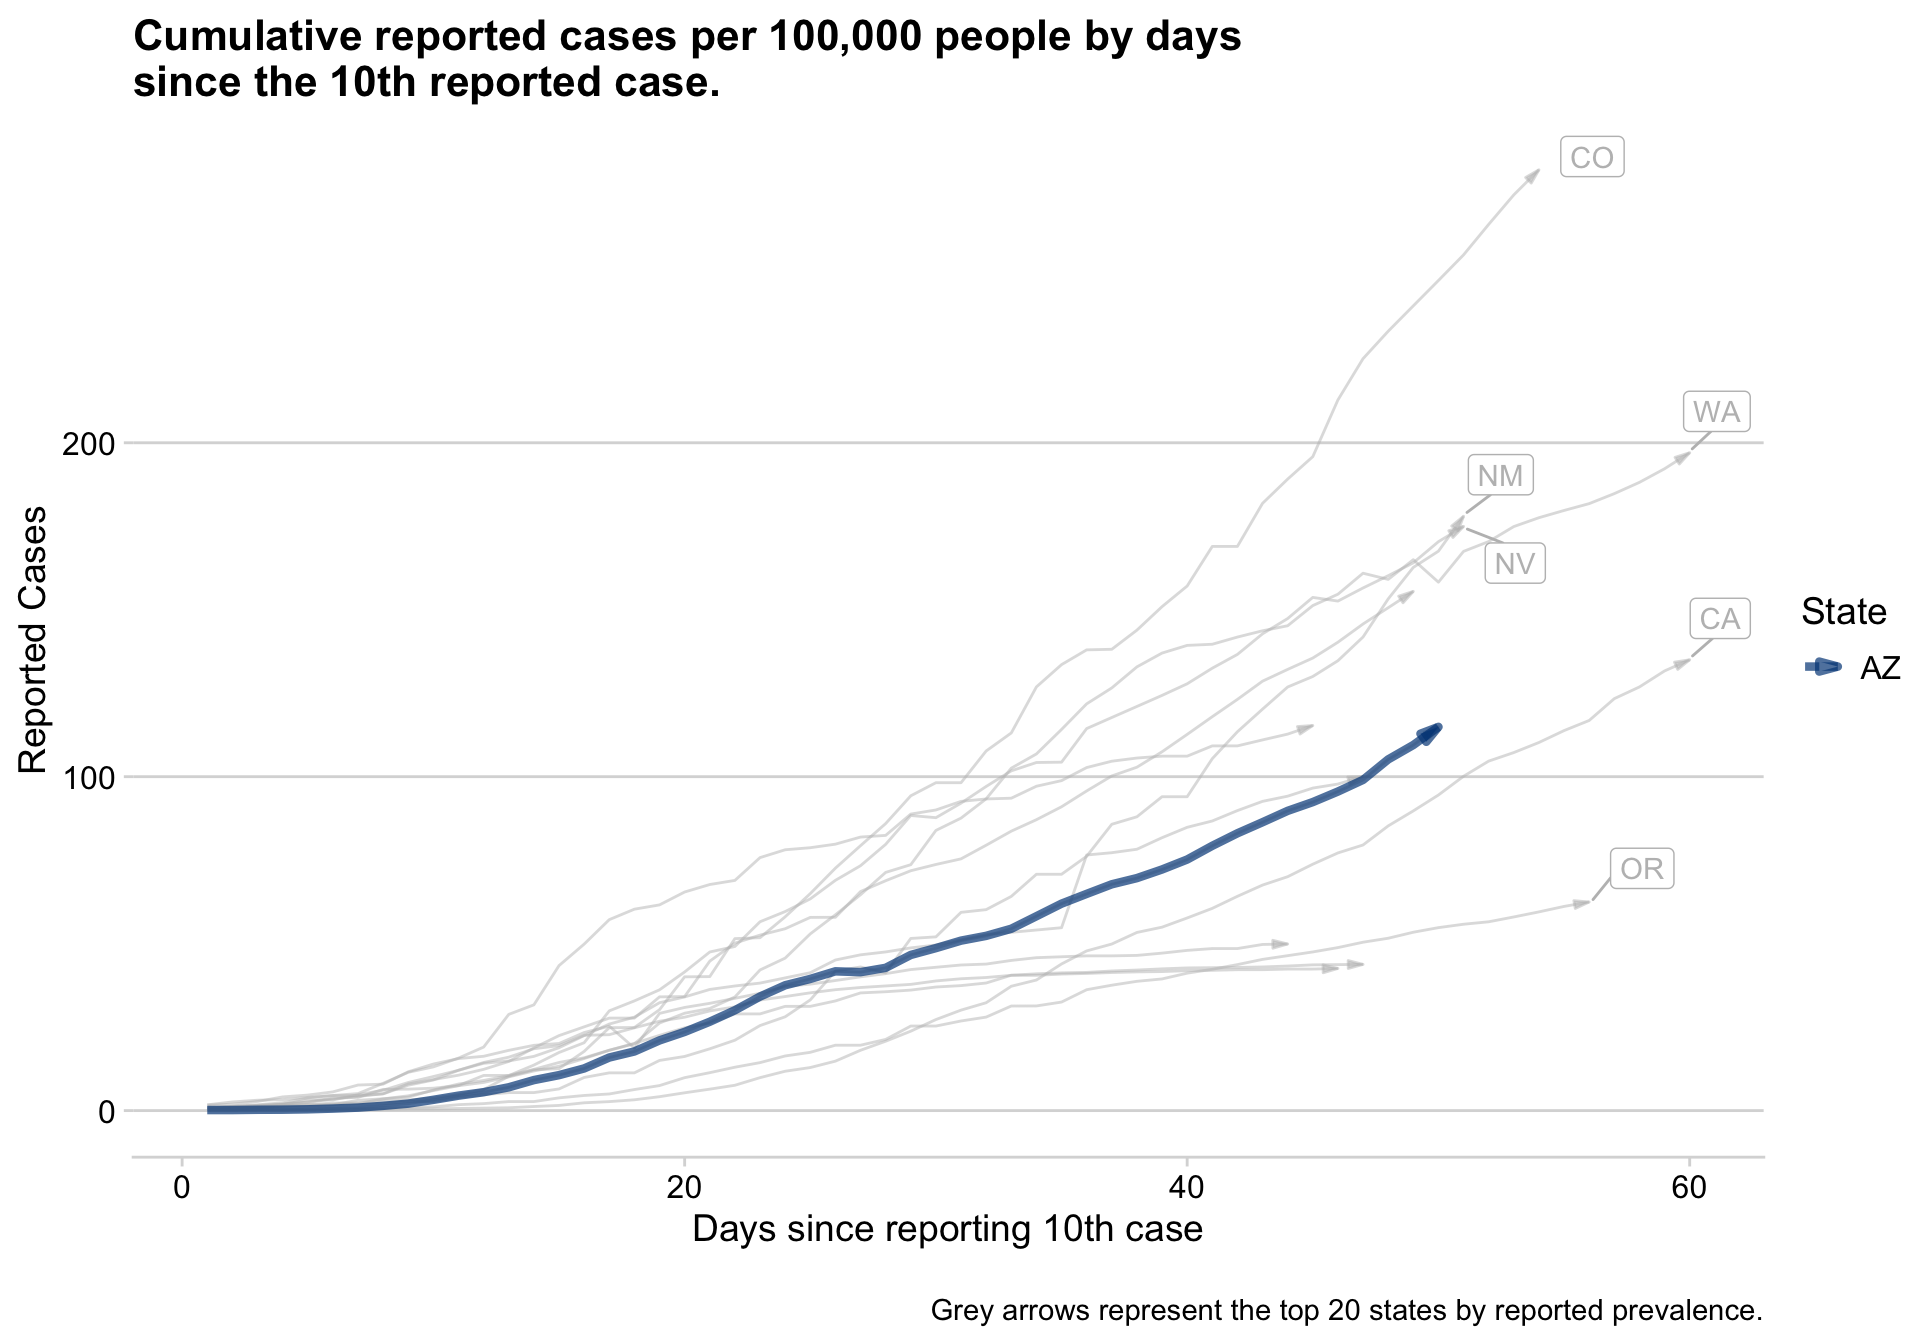 Cumulative reported cases per 100,000 people by days
since the 10th reported case.
CO
WA
200
NM
NV
CA
State
AZ
Reported Cases
100
OR
0
0 20 40 60
Days since reporting 10th case
Grey arrows represent the top 20 states by reported prevalence.